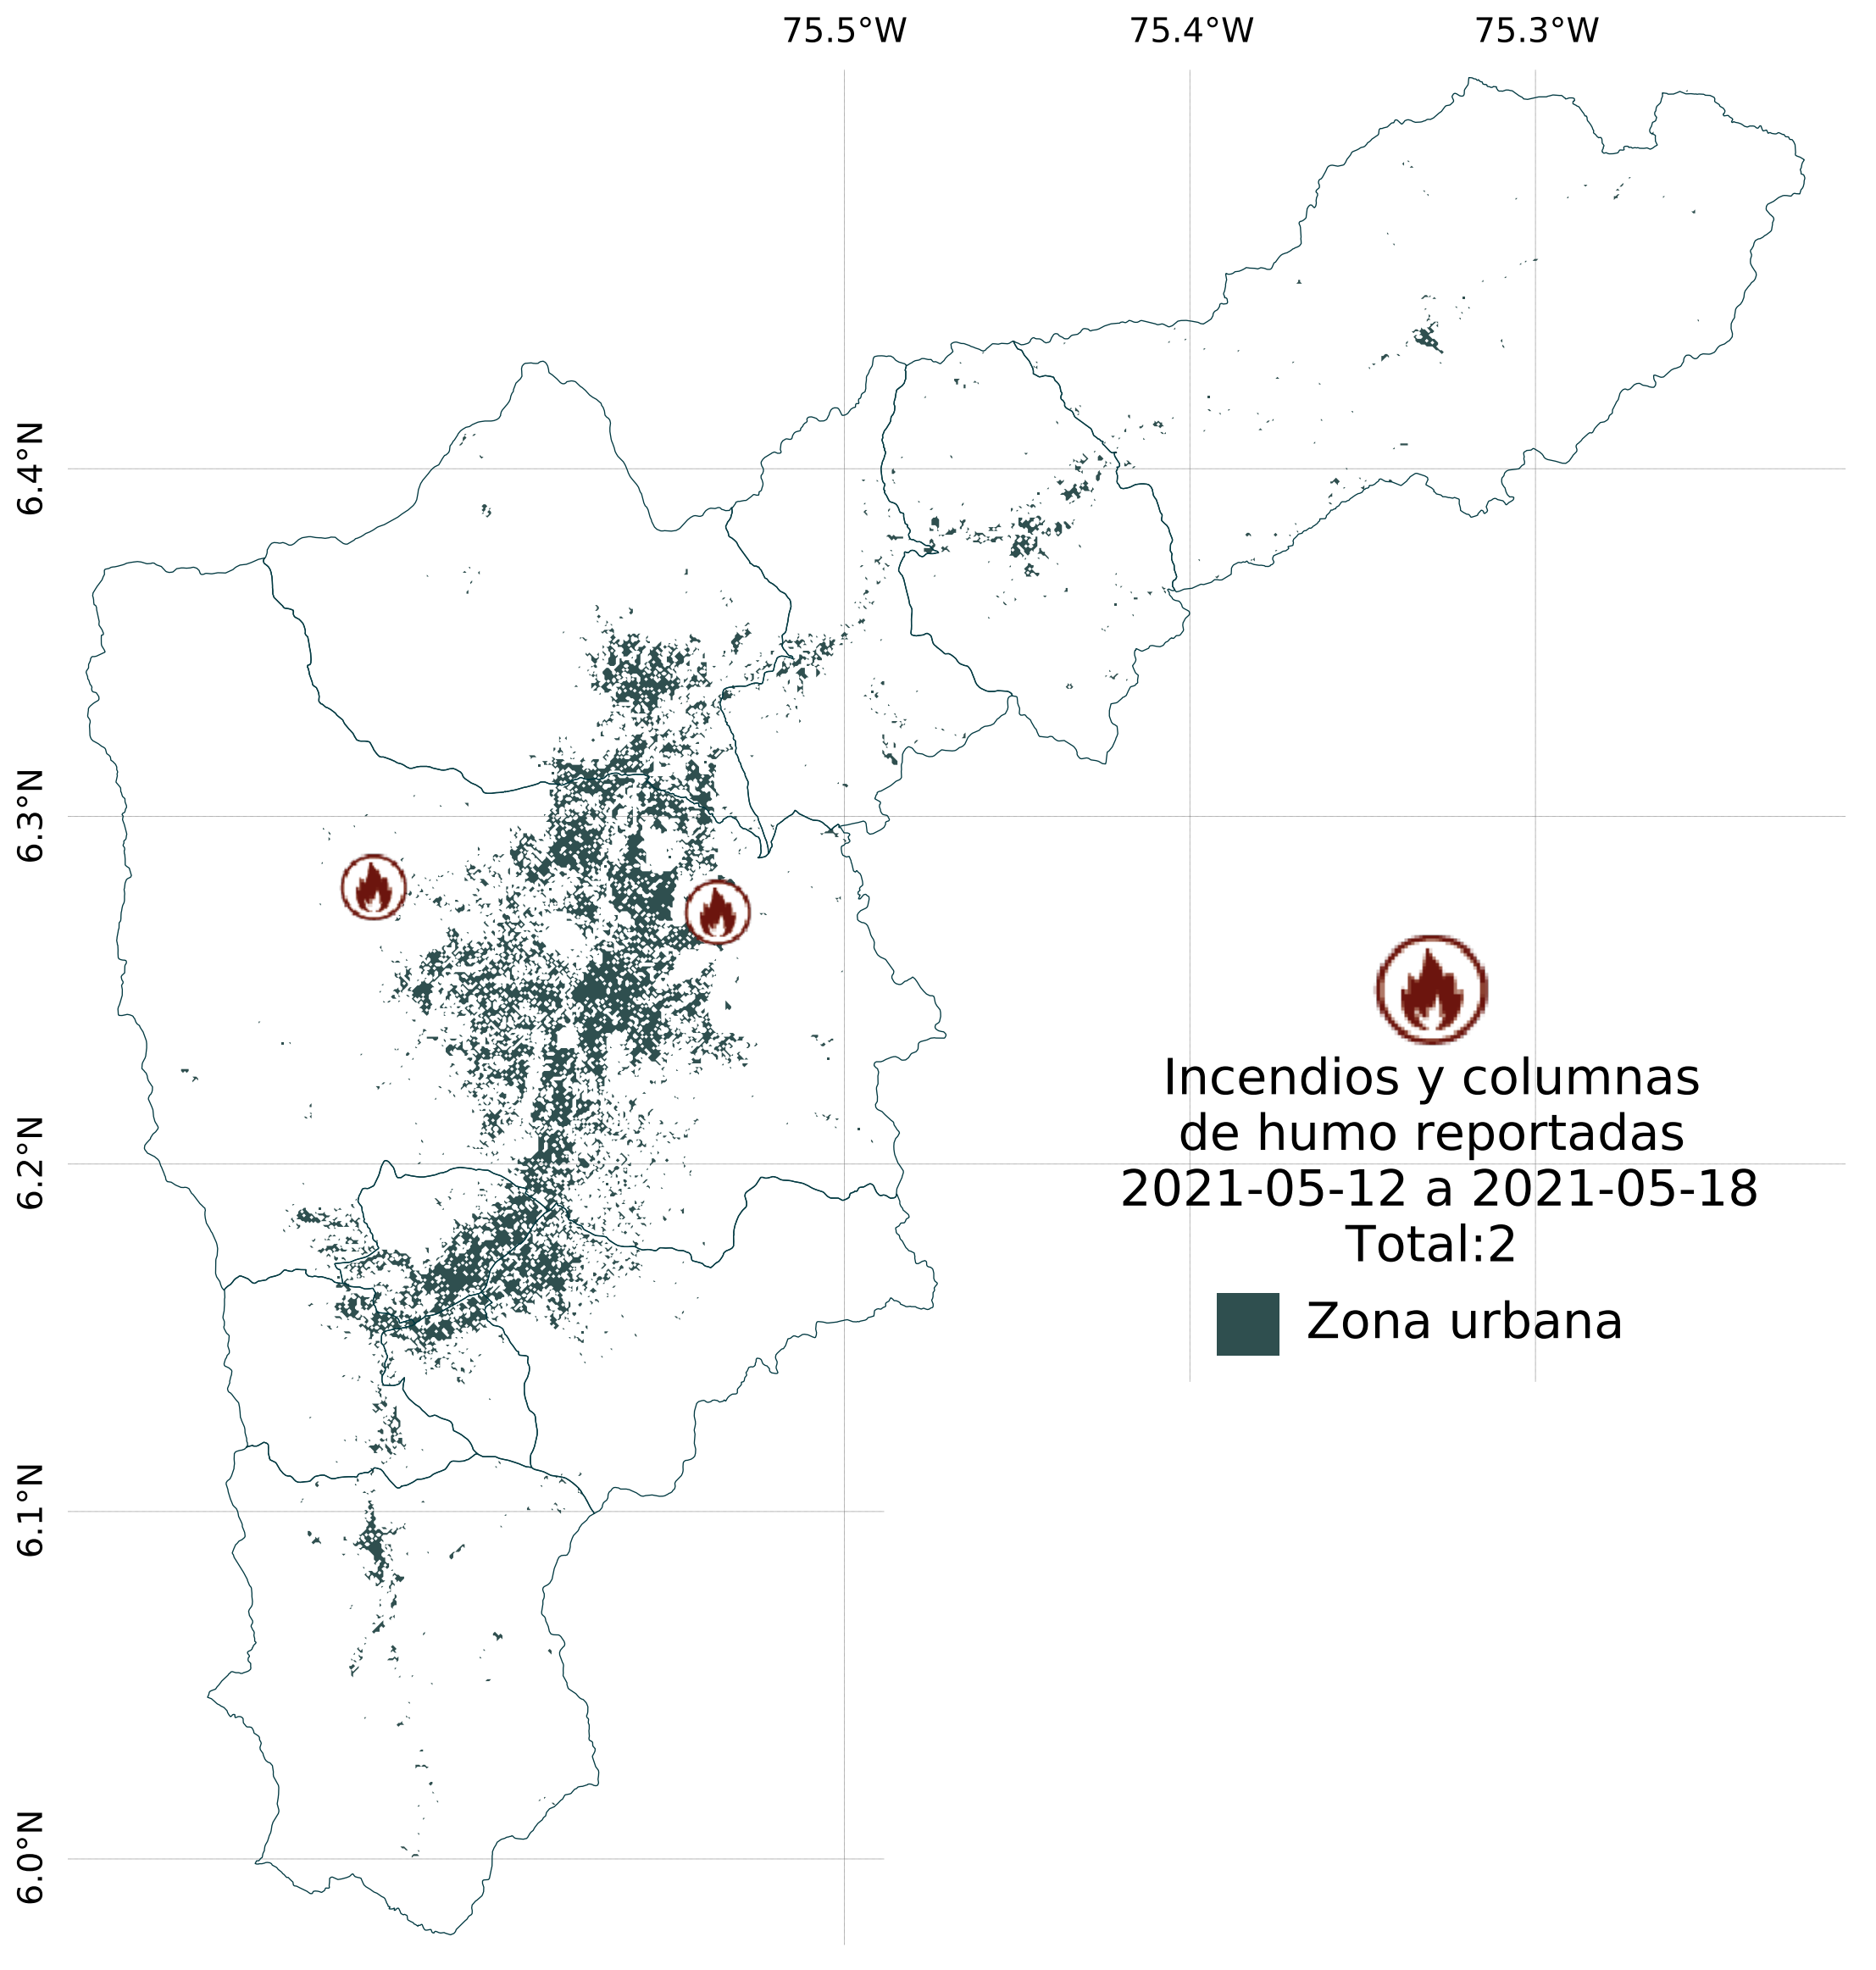 75.5°W 75.4°W 75.3°W
6.4°N
6.3°N
6.2°N
6.1°N
6.0°N
Incendios y columnas
de humo reportadas
2021-05-12 a 2021-05-18
Total:2
Zona urbana